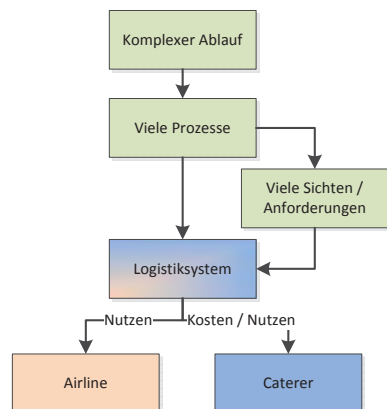 Komplexer Ablauf
Viele Prozesse
Viele Sichten /
Anforderungen
Logistiksystem
Nutzen
Kosten / Nutzen
Airline
Caterer